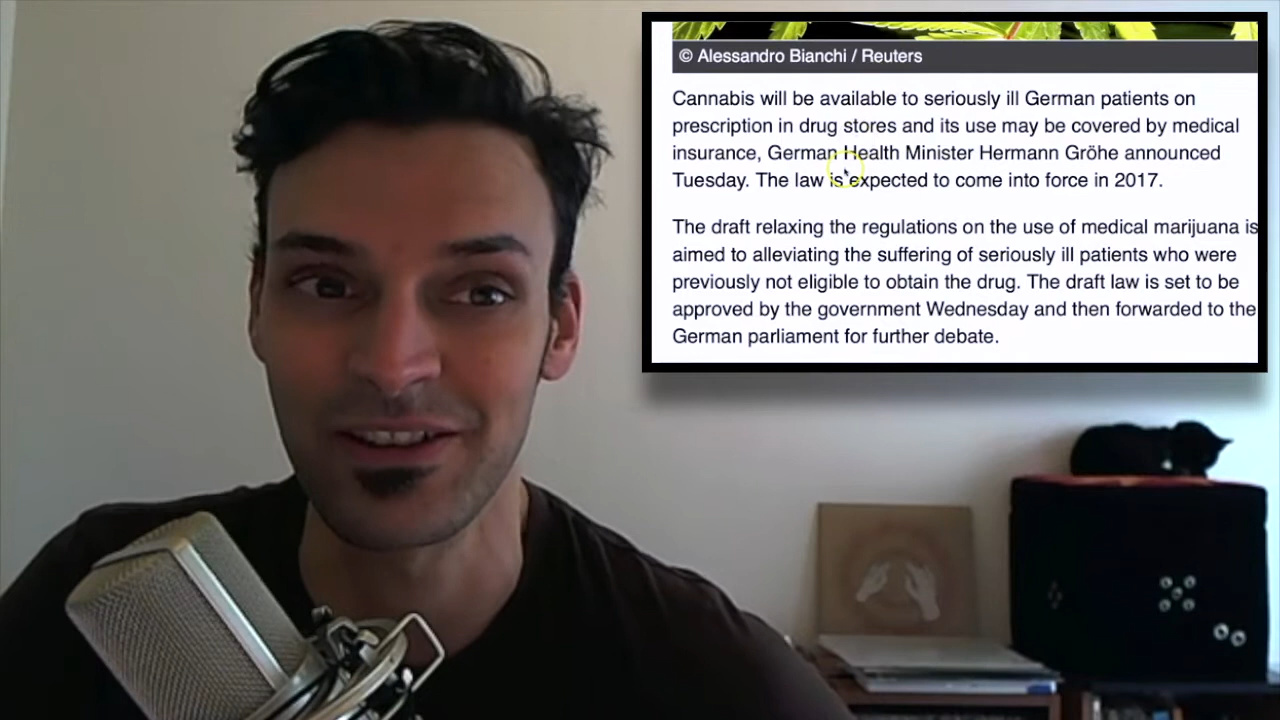 © Alessandro Bianchi / Reuters
Cannabis will be available to seriously ill German patients on
prescription in drug stores and its use may be covered by medical
insurance, German Health Minister Hermann Gröhe announced
Tuesday. The law is expected to come into force in 2017.
The draft relaxing the regulations on the use of medical marijuana is
aimed to alleviating the suffering of seriously ill patients who were
previously not eligible to obtain the drug. The draft law is set to be
approved by the government Wednesday and then forwarded to the
German parliament for further debate.